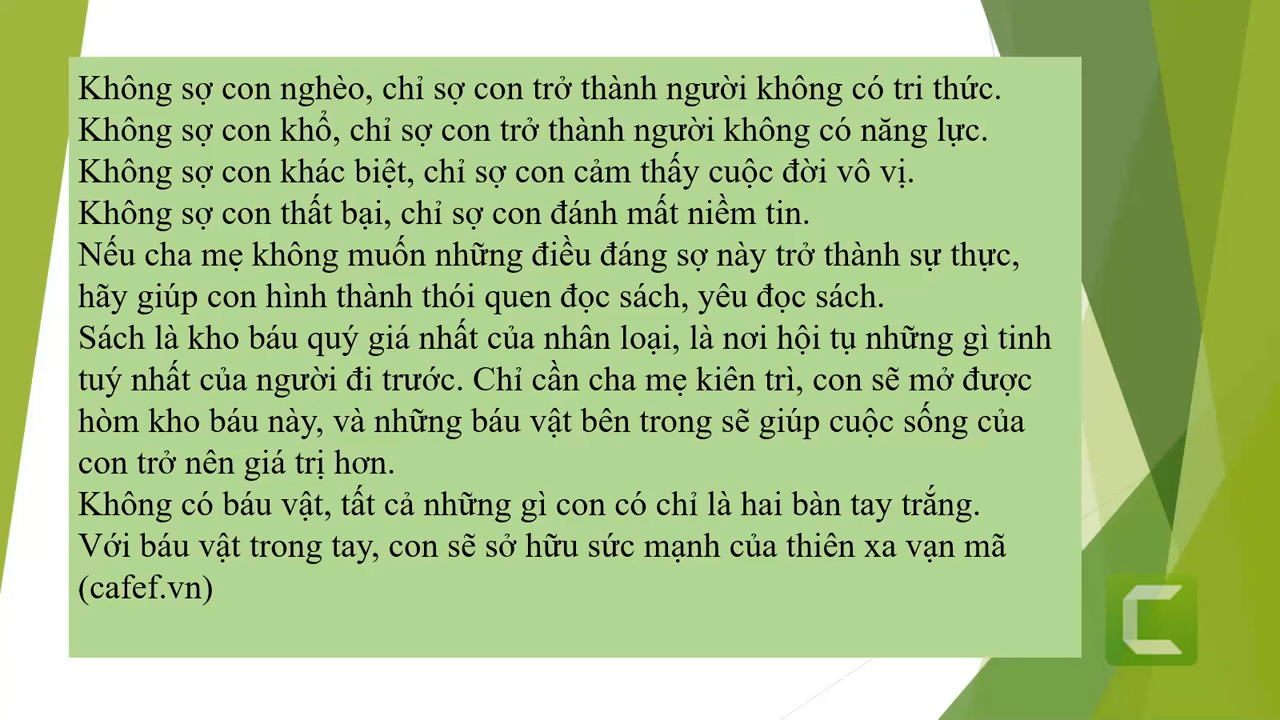 Không sợ con nghèo, chỉ sợ con trở thành người không có tri thức.
Không sợ con khổ, chỉ sợ con trở thành người không có năng lực.
Không sợ con khác biệt, chỉ sợ con cảm thấy cuộc đời vô vị.
Không sợ con thất bại, chỉ sợ con đánh mất niềm tin.
Nếu cha mẹ không muốn những điều đáng sợ này trở thành sự thực,
hãy giúp con hình thành thói quen đọc sách, yêu đọc sách.
Sách là kho báu quý giá nhất của nhân loại, là nơi hội tụ những gì tinh
tuý nhất của người đi trước. Chỉ cần cha mẹ kiên trì, con sẽ mở được
hòm kho báu này, và những báu vật bên trong sẽ giúp cuộc sống của
con trở nên giá trị hơn.
Không có báu vật, tất cả những gì con có chỉ là hai bàn tay trắng.
Với báu vật trong tay, con sẽ sở hữu sức mạnh của thiên xa vạn mã
(cafef.vn)